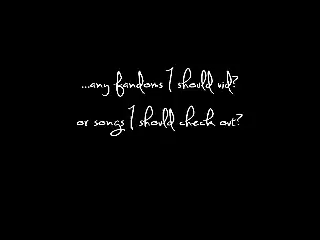 ...any fandoms I should vid?
or songs I should check out?